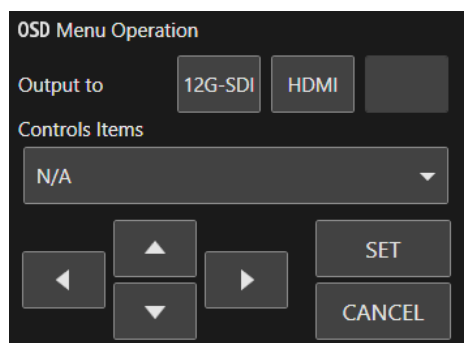 OSD Menu Operation
Output to 12G-SDI HDMI
Controls Items
N/A
SET
CANCEL